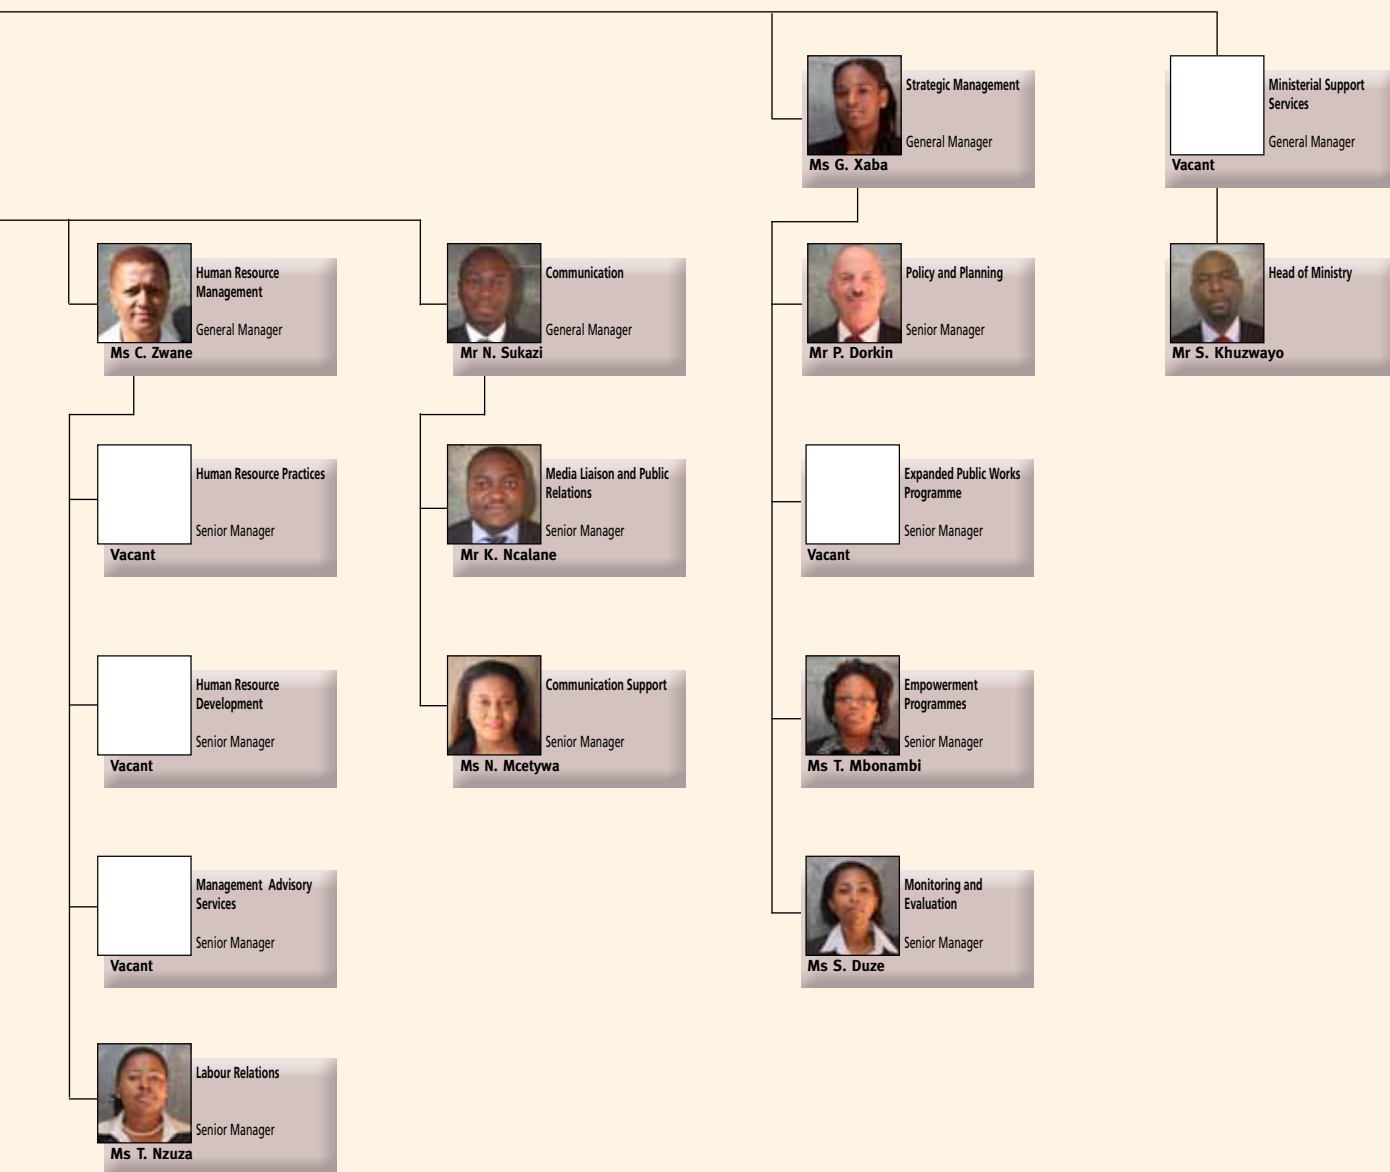 Strategic Management
General Manager
Ms G. Xaba
Ministerial Support
Services
General Manager
Vacant
Human Resource
Management
General Manager
Ms C. Zwane
Communication
General Manager
Mr N. Sukazi
Policy and Planning
Senior Manager
Mr P. Dorkin
Head of Ministry
Mr S. Khuzwayo
Human Resource Practices
Senior Manager
Vacant
Media Liaison and Public
Relations
Senior Manager
Mr K. Ncalane
Expanded Public Works
Programme
Senior Manager
Vacant
Human Resource
Development
Senior Manager
Vacant
Communication Support
Senior Manager
Ms N. Mcetywa
Empowerment
Programmes
Senior Manager
Ms T. Mbonambi
Management Advisory
Services
Senior Manager
Vacant
Monitoring and
Evaluation
Senior Manager
Ms S. Duze
Labour Relations
Senior Manager
Ms T. Nzuza